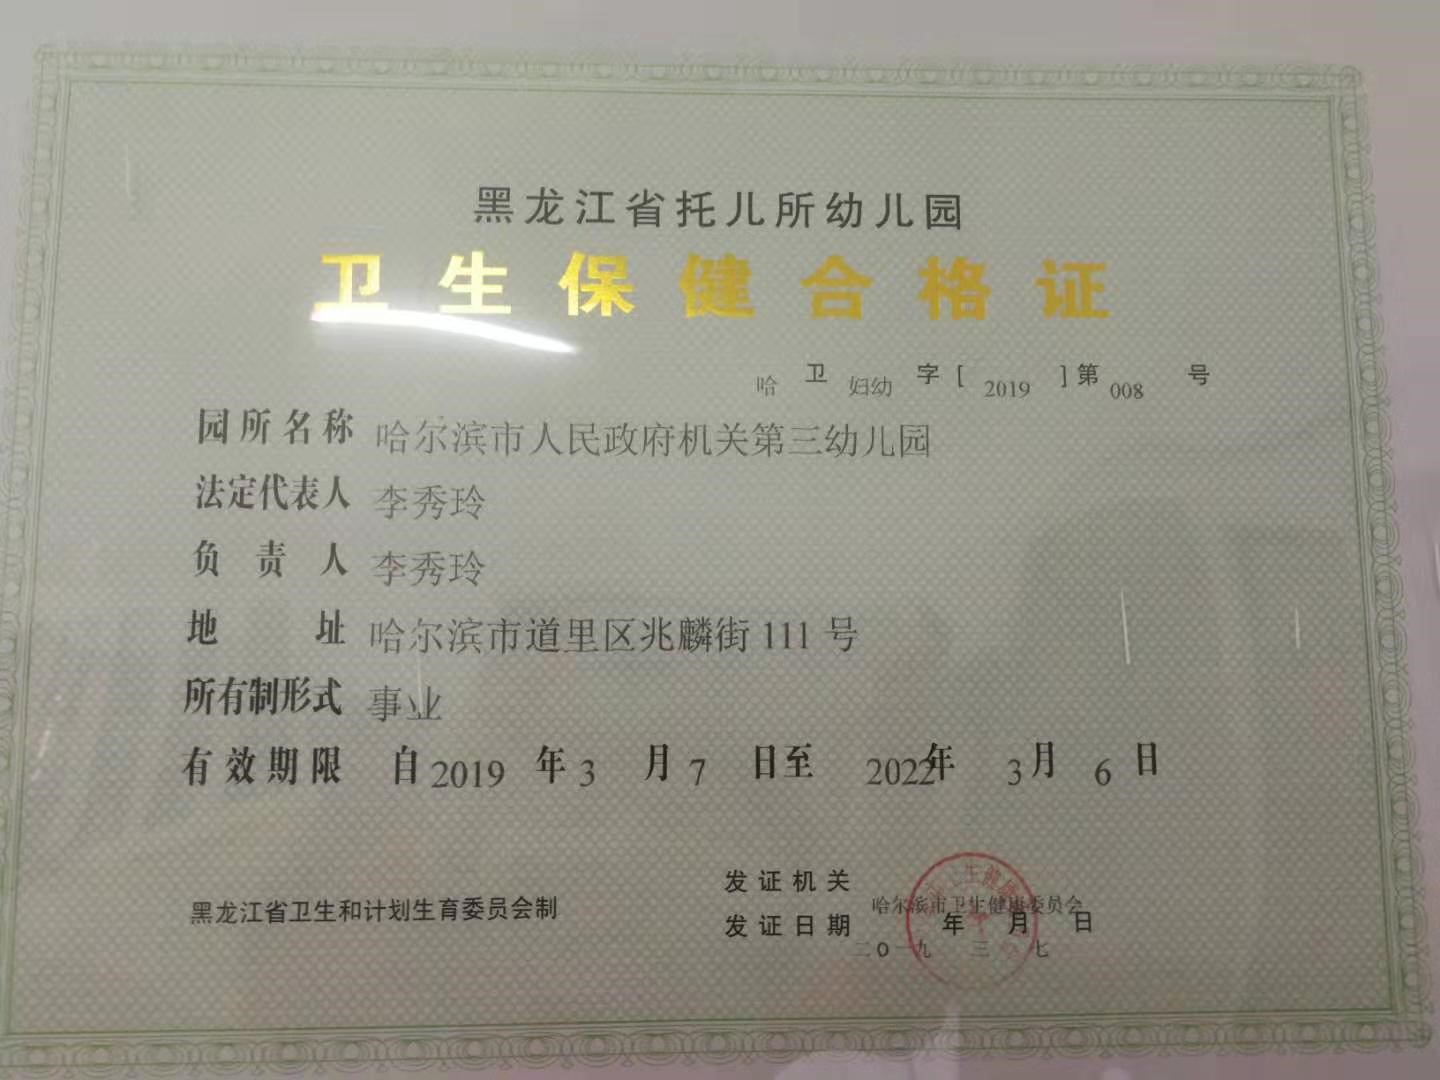 黑龙江省托儿所幼儿园
卫生保健合格证
哈 卫 妇幼 字 [ 2019 ] 第 008 号
园所名称 哈尔滨市人民政府机关第三幼儿园
法定代表人 李秀玲
负责人 李秀玲
地址 哈尔滨市道里区兆麟街 111 号
所有制形式 事业
有效期限 自 2019 年 3 月 7 日至 2022 年 3 月 6 日
发证机关 哈尔滨市卫生健康委员会
黑龙江省卫生和计划生育委员会制
发证日期 二〇一九 年 三 月 七 日